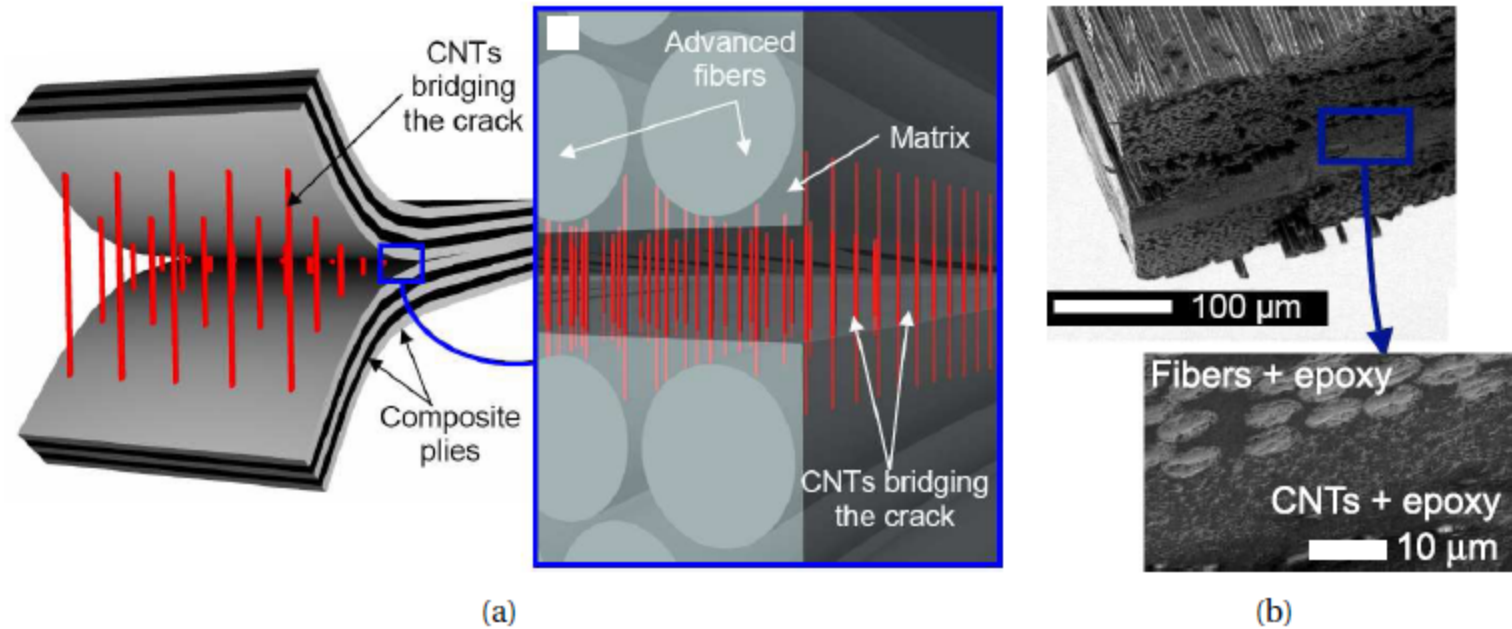 CNTs
bridging
the crack
Composite
plies
Advanced
fibers
Matrix
CNTs bridging
the crack
100 µm
Fibers + epoxy
CNTs + epoxy
10 µm
(a)
(b)